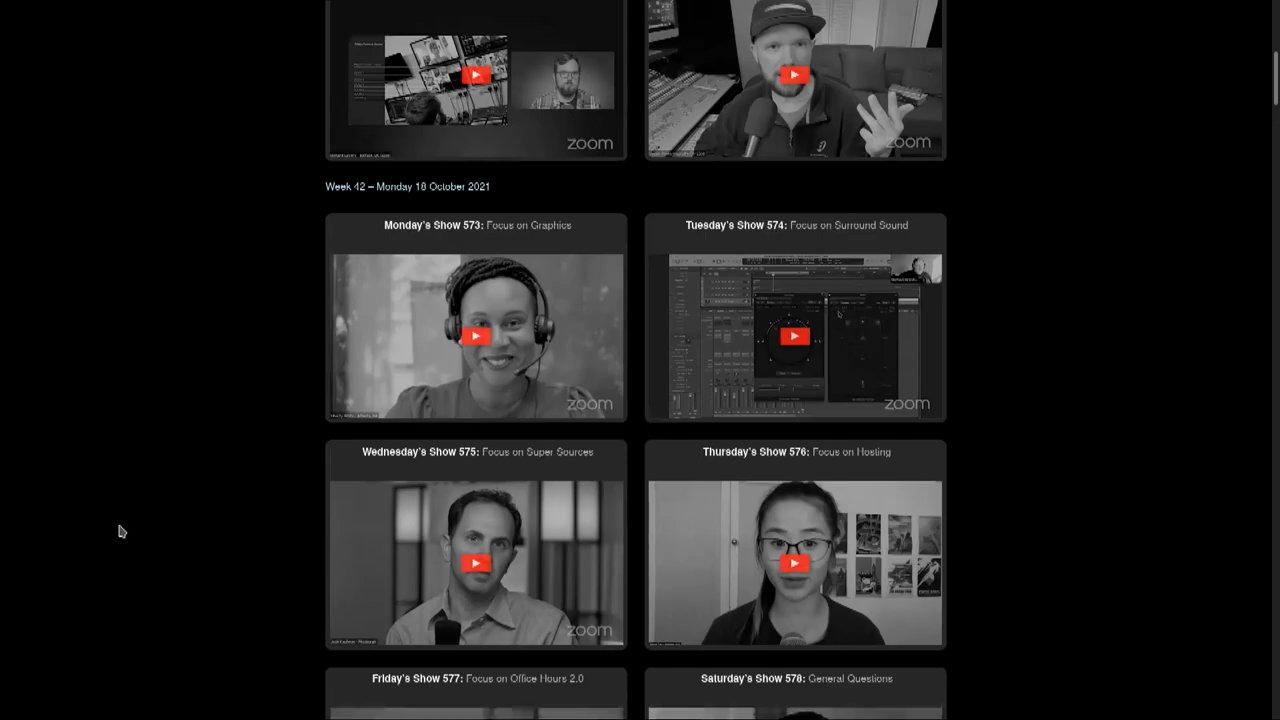 zoom
zoom
Week 42 – Monday 18 October 2021
Monday's Show 573: Focus on Graphics
Tuesday's Show 574: Focus on Surround Sound
zoom
zoom
Wednesday's Show 575: Focus on Super Sources
Thursday's Show 576: Focus on Hosting
zoom
Friday's Show 577: Focus on Office Hours 2.0
Saturday's Show 578: General Questions